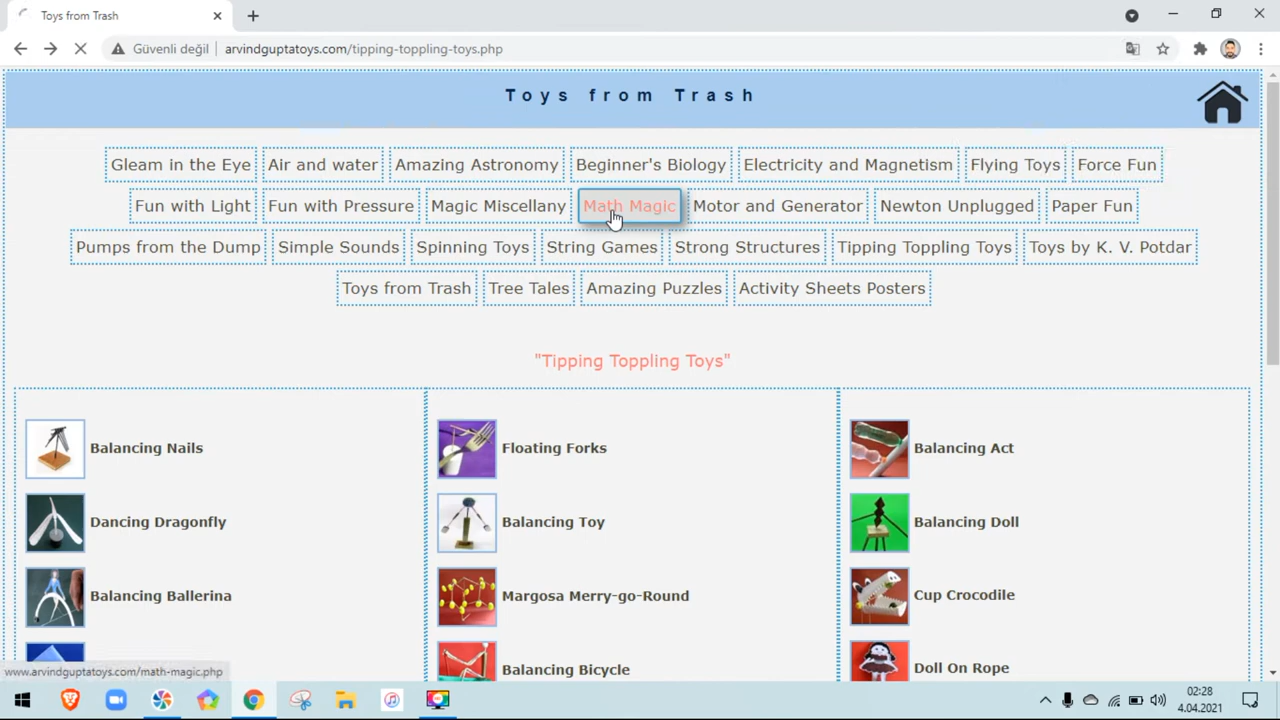 Toys from Trash
Güvenli değil
arvindguptatoys.com/tipping-toppling-toys.php
Toys from Trash
Gleam in the Eye Air and water Amazing Astronomy Beginner's Biology Electricity and Magnetism Flying Toys Force Fun
Fun with Light Fun with Pressure Magic Miscellany Math Magic Motor and Generator Newton Unplugged Paper Fun
Pumps from the Dump Simple Sounds Spinning Toys String Games Strong Structures Tipping Toppling Toys Toys by K. V. Potdar
Toys from Trash Tree Tales Amazing Puzzles Activity Sheets Posters
"Tipping Toppling Toys"
Balancing Nails Floating Forks Balancing Act
Dancing Dragonfly Balancing Toy Balancing Doll
Balancing Ballerina Margosa Merry-go-Round Cup Crocodile
Balancing Bicycle Doll On Rope
www.arvindguptatoys.com/math-magic.php
02:28
4.04.2021